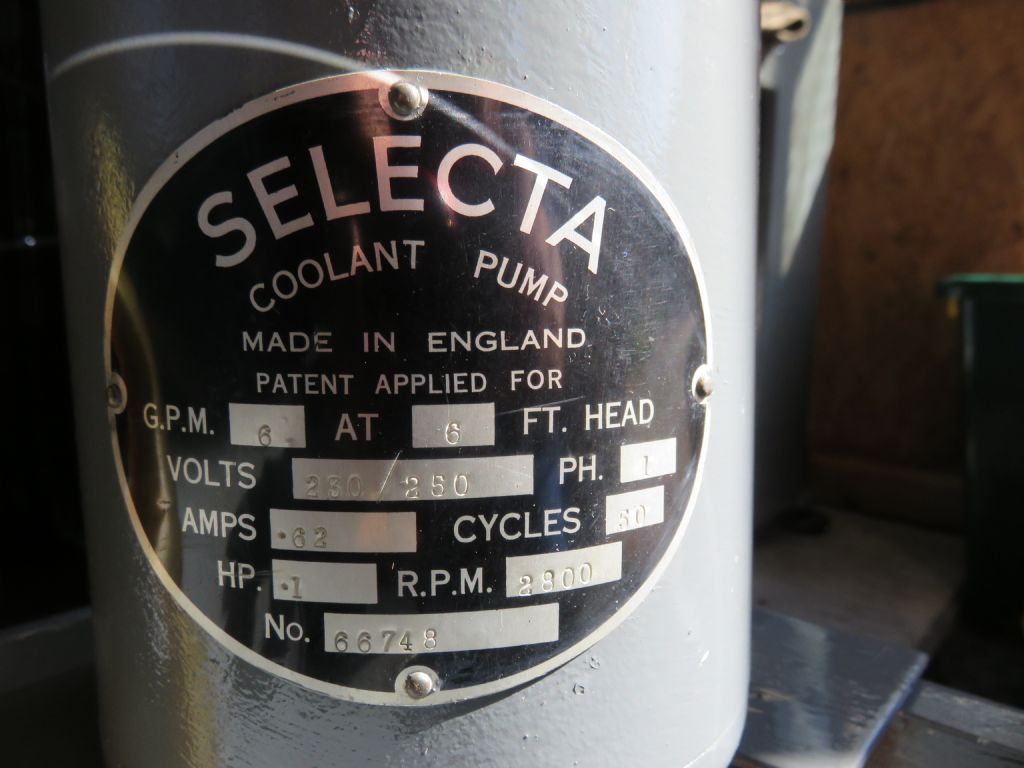 SELECTA
COOLANT PUMP
MADE IN ENGLAND
PATENT APPLIED FOR
G.P.M. 6 AT 6 FT. HEAD
VOLTS 230/250 PH. 1
AMPS .62 CYCLES 50
HP. .1 R.P.M. 2800
No. 66748